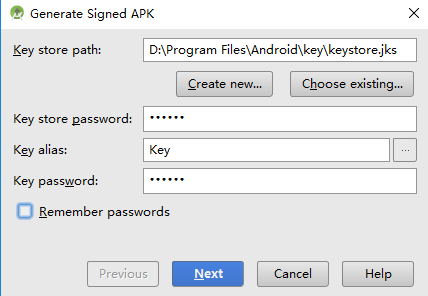 Generate Signed APK
Key store path: D:\Program Files\Android\key\keystore.jks
Create new... Choose existing...
Key store password: ••••••
Key alias: Key ...
Key password: ••••••
Remember passwords
Previous Next Cancel Help